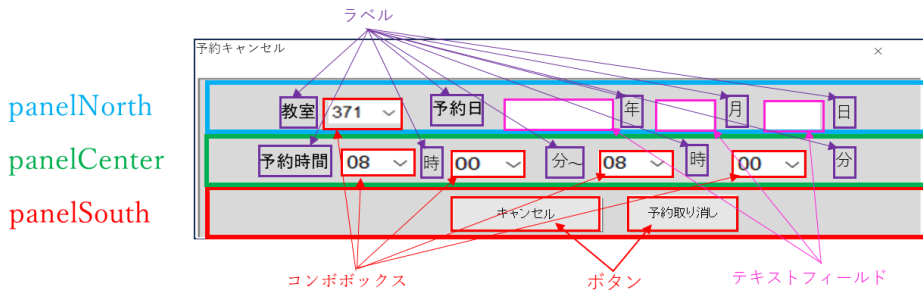 ラベル
予約キャンセル ×
panelNorth 教室 371 予約日 年 月 日
panelCenter 予約時間 08 時 00 分～ 08 時 00 分
panelSouth キャンセル 予約取り消し
コンボボックス ボタン テキストフィールド